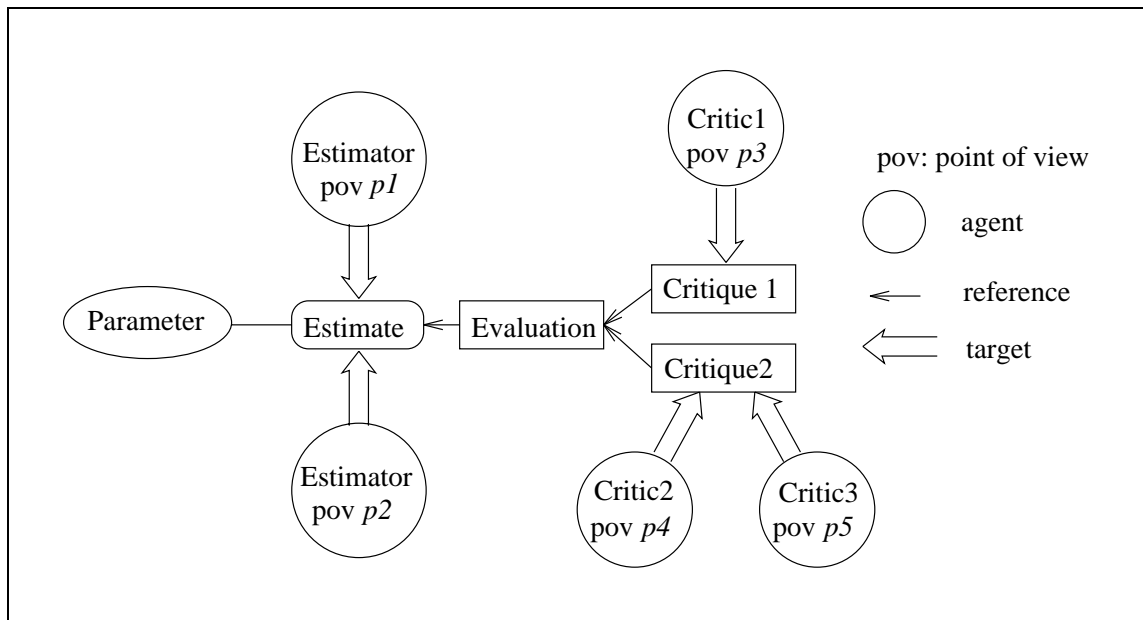 Estimator
pov p1
Critic1
pov p3
pov: point of view
agent
Parameter
Estimate
Evaluation
Critique 1
reference
Critique2
target
Estimator
pov p2
Critic2
pov p4
Critic3
pov p5